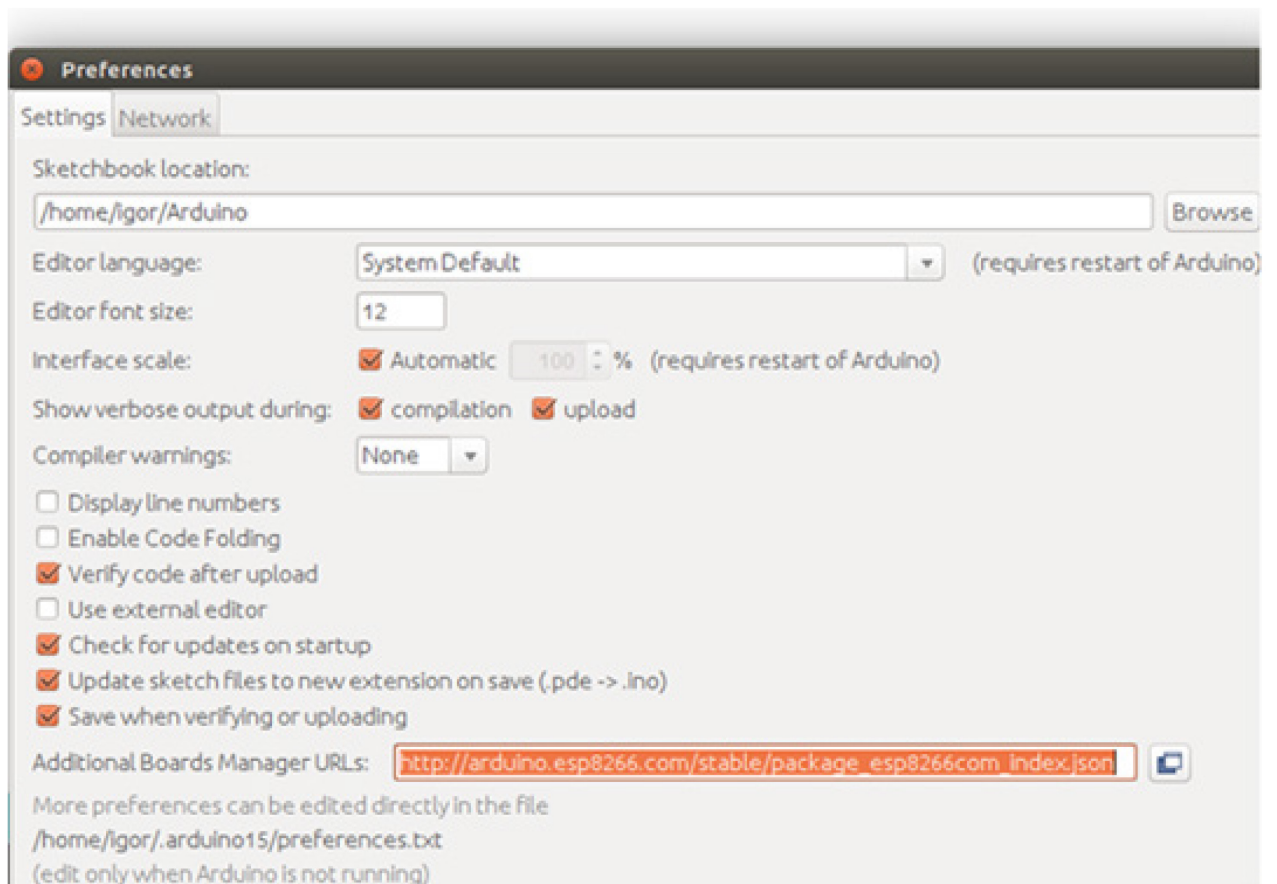 Preferences
Settings Network
Sketchbook location:
/home/igor/Arduino Browse
Editor language: System Default (requires restart of Arduino)
Editor font size: 12
Interface scale: Automatic 100 % (requires restart of Arduino)
Show verbose output during: compilation upload
Compiler warnings: None
Display line numbers
Enable Code Folding
Verify code after upload
Use external editor
Check for updates on startup
Update sketch files to new extension on save (.pde -> .ino)
Save when verifying or uploading
Additional Boards Manager URLs: http://arduino.esp8266.com/stable/package_esp8266com_index.json
More preferences can be edited directly in the file
/home/igor/.arduino15/preferences.txt
(edit only when Arduino is not running)